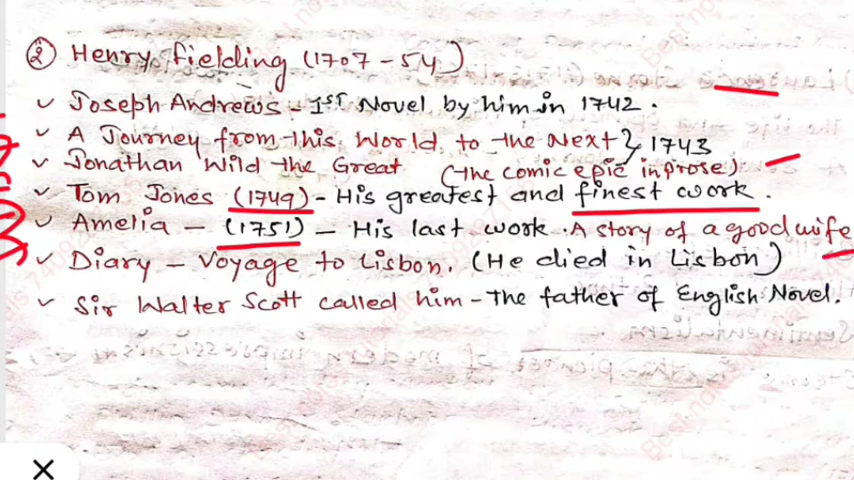 ② Henry fielding (1707-54)
✓ Joseph Andrews - 1ST Novel by him in 1742.
✓ A Journey from this World to the Next } 1743
✓ Jonathan Wild the Great (the comic epic in prose)
✓ Tom Jones (1749) - His greatest and finest work.
✓ Amelia - (1751) - His last work. A story of a good wife
✓ Diary - Voyage to Lisbon. (He died in Lisbon)
✓ Sir Walter Scott called him - The father of English Novel.